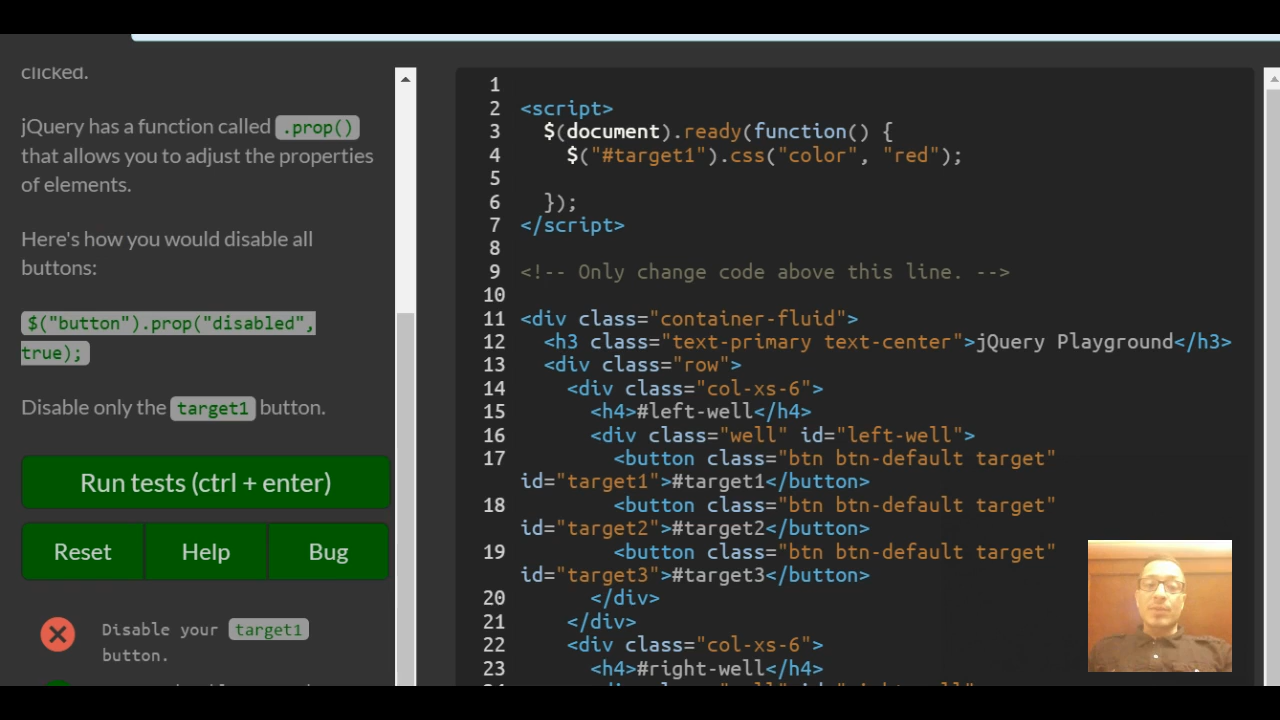 clicked.
jQuery has a function called .prop()
that allows you to adjust the properties
of elements.
Here's how you would disable all
buttons:
$("button").prop("disabled",
true);
Disable only the target1 button.
Run tests (ctrl + enter)
Reset Help Bug
Disable your target1
button.
1
2 <script>
3 $(document).ready(function() {
4 $("#target1").css("color", "red");
5
6 });
7 </script>
8
9 <!-- Only change code above this line. -->
10
11 <div class="container-fluid">
12 <h3 class="text-primary text-center">jQuery Playground</h3>
13 <div class="row">
14 <div class="col-xs-6">
15 <h4>#left-well</h4>
16 <div class="well" id="left-well">
17 <button class="btn btn-default target"
id="target1">#target1</button>
18 <button class="btn btn-default target"
id="target2">#target2</button>
19 <button class="btn btn-default target"
id="target3">#target3</button>
20 </div>
21 </div>
22 <div class="col-xs-6">
23 <h4>#right-well</h4>